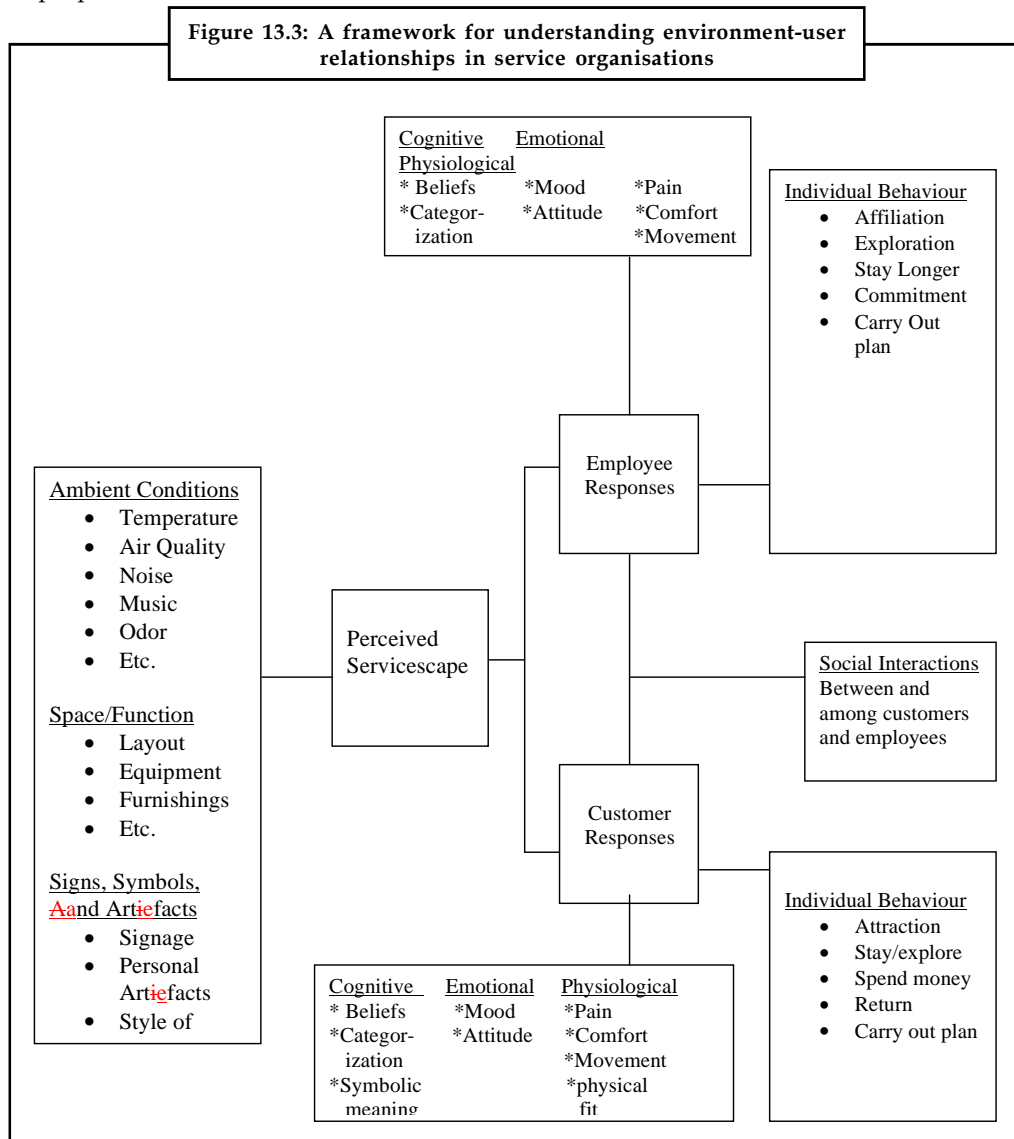 Figure 13.3: A framework for understanding environment-user
relationships in service organisations
Cognitive Emotional
Physiological
* Beliefs *Mood *Pain
*Categor- *Attitude *Comfort
ization *Movement
Individual Behaviour
• Affiliation
• Exploration
• Stay Longer
• Commitment
• Carry Out
plan
Employee
Responses
Ambient Conditions
• Temperature
• Air Quality
• Noise
• Music
• Odor
• Etc.
Space/Function
• Layout
• Equipment
• Furnishings
• Etc.
Signs, Symbols,
Aaand Artiefacts
• Signage
• Personal
Artiefacts
• Style of
Perceived
Servicescape
Social Interactions
Between and
among customers
and employees
Customer
Responses
Individual Behaviour
• Attraction
• Stay/explore
• Spend money
• Return
• Carry out plan
Cognitive Emotional Physiological
* Beliefs *Mood *Pain
*Categor- *Attitude *Comfort
ization *Movement
*Symbolic *physical
meaning fit